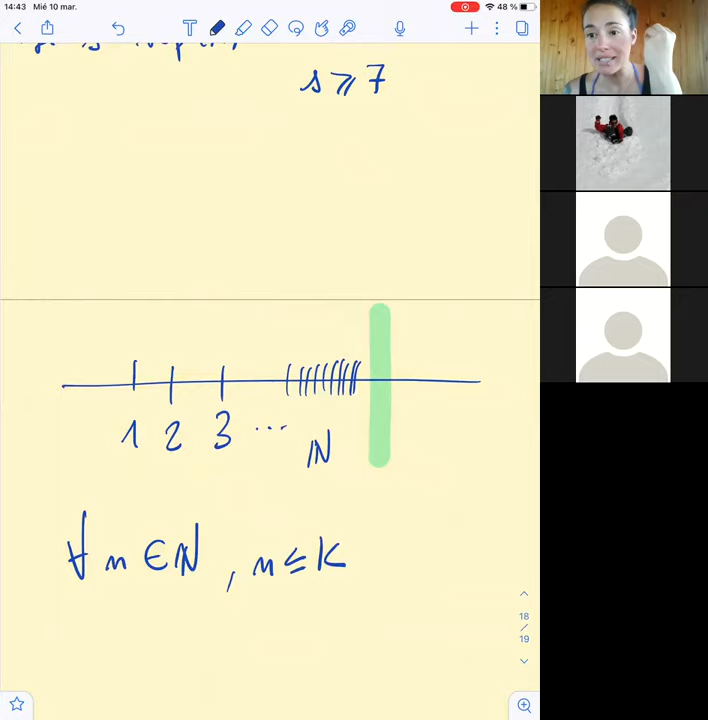 14:43 Mié 10 mar.
48 %
T
s ⩾ 7
1 2 3 ... ℕ
∀ n ∈ ℕ, n ≤ K
18
/
19